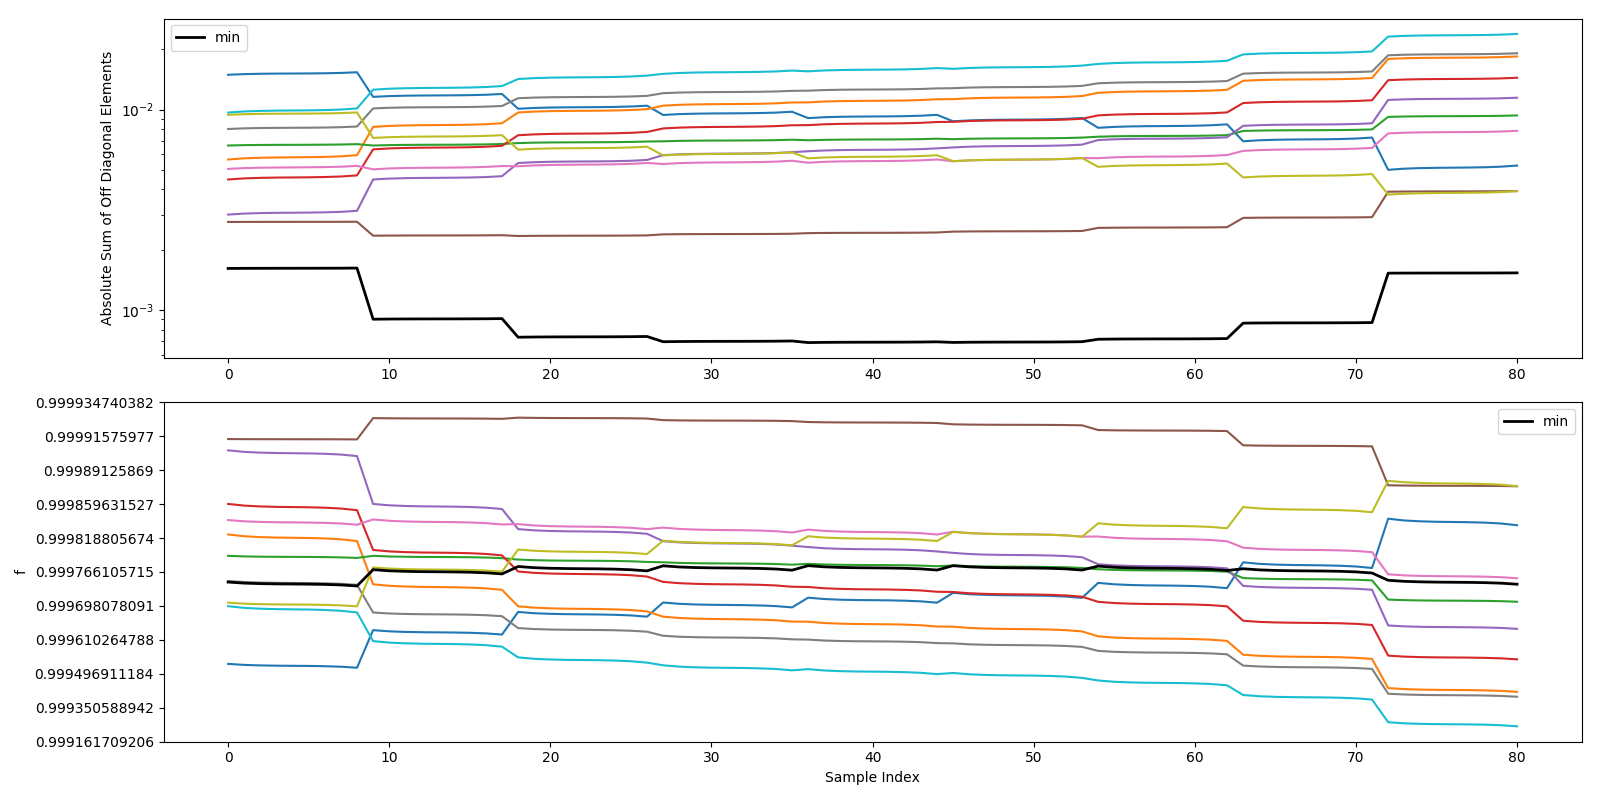 min
Absolute Sum of Off Diagonal Elements
10^-2
10^-3
0 10 20 30 40 50 60 70 80
min
f
0.999934740382
0.99991575977
0.99989125869
0.999859631527
0.999818805674
0.999766105715
0.999698078091
0.999610264788
0.999496911184
0.999350588942
0.999161709206
0 10 20 30 40 50 60 70 80
Sample Index